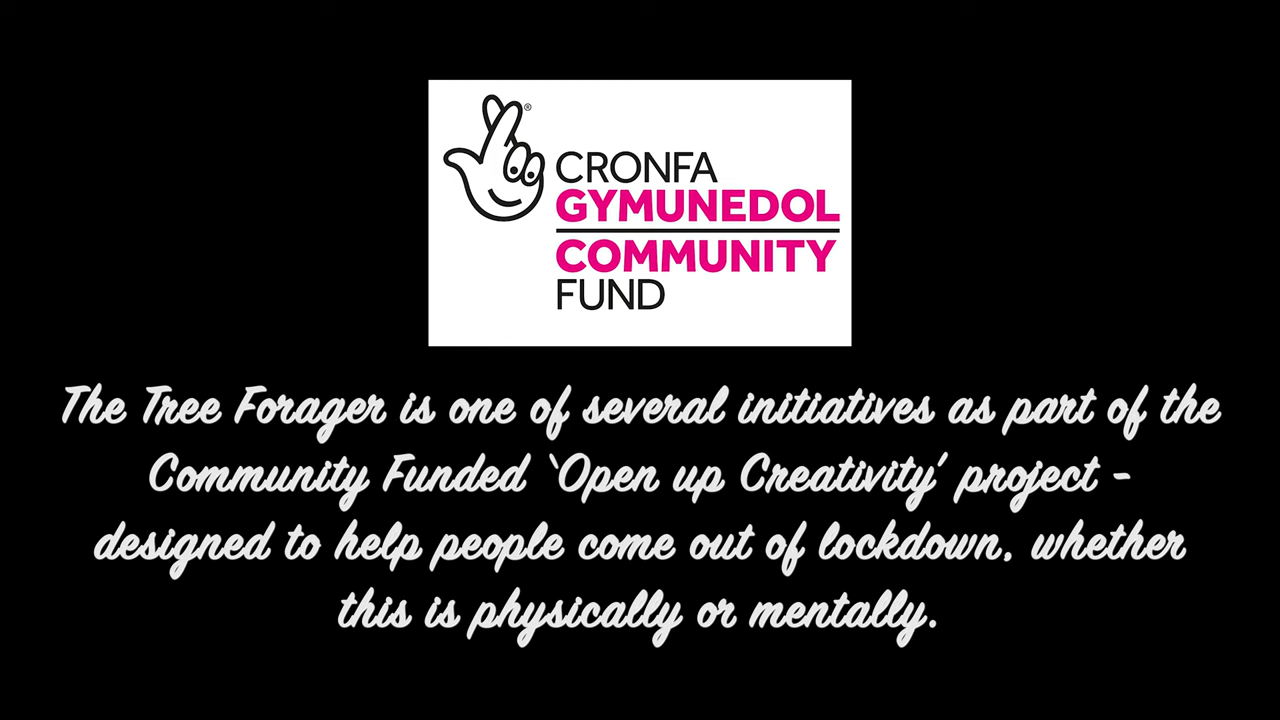 CRONFA
GYMUNEDOL
COMMUNITY
FUND
The Tree Forager is one of several initiatives as part of the
Community Funded ‘Open up Creativity’ project -
designed to help people come out of lockdown, whether
this is physically or mentally.